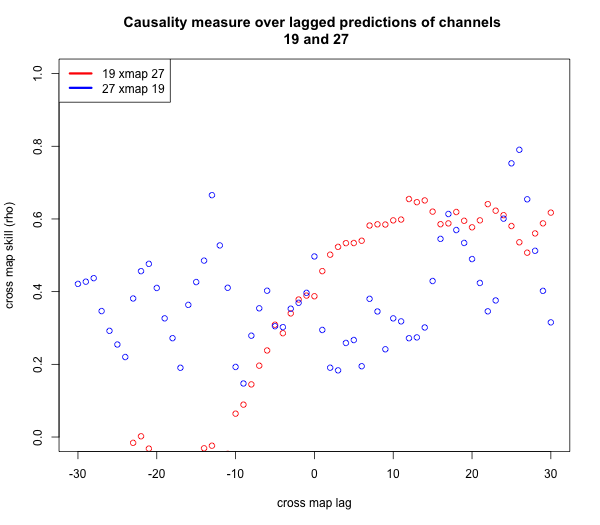 Causality measure over lagged predictions of channels
19 and 27
19 xmap 27
27 xmap 19
1.0
0.8
0.6
0.4
0.2
0.0
cross map skill (rho)
-30
-20
-10
0
10
20
30
cross map lag